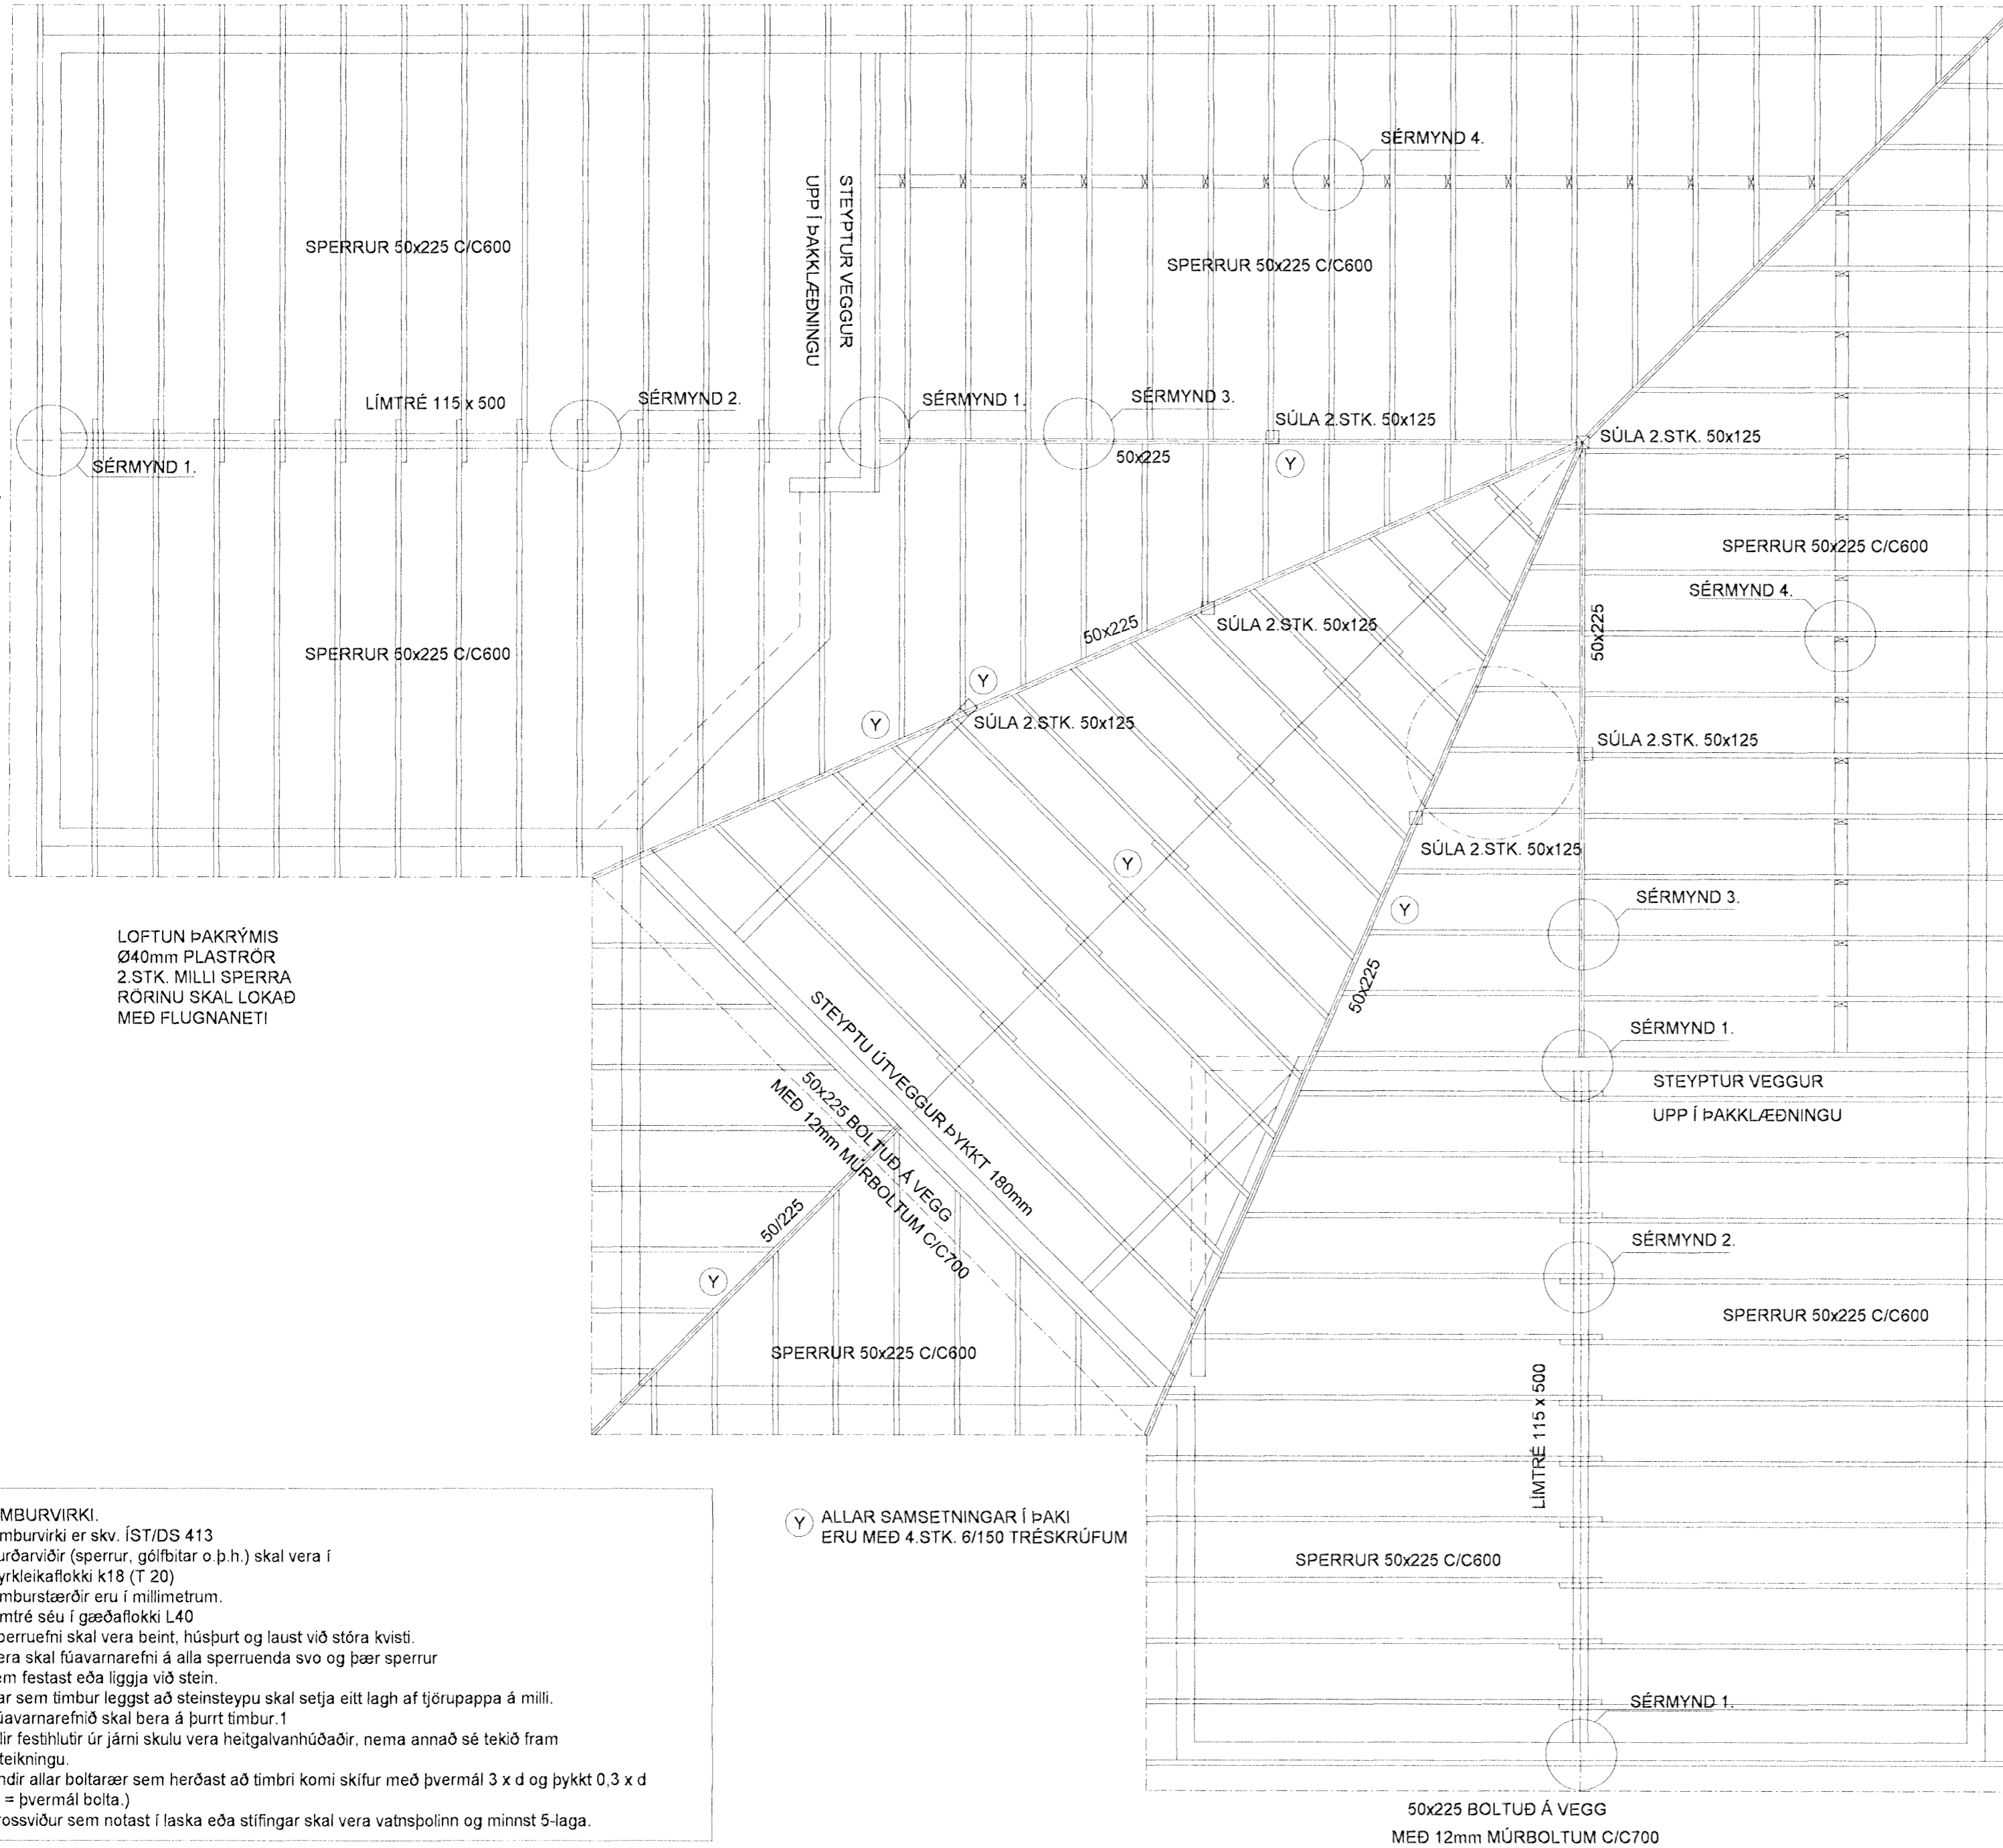 SÉRMYND 4.
STEYPTUR VEGGUR
UPP Í ÞAKKLÆÐNINGU
SPERRUR 50x225 C/C600
SPERRUR 50x225 C/C600
LÍMTRÉ 115 x 500
SÉRMYND 2.
SÉRMYND 1.
SÉRMYND 3.
SÚLA 2.STK. 50x125
SÚLA 2.STK. 50x125
SÉRMYND 1.
50x225
Y
SPERRUR 50x225 C/C600
SÉRMYND 4.
SPERRUR 50x225 C/C600
50x225
SÚLA 2.STK. 50x125
50x225
Y
Y
SÚLA 2.STK. 50x125
SÚLA 2.STK. 50x125
SÚLA 2.STK. 50x125
Y
SÉRMYND 3.
Y
LOFTUN ÞAKRÝMIS
Ø40mm PLASTRÖR
2.STK. MILLI SPERRA
RÖRINU SKAL LOKAÐ
MEÐ FLUGNANETI
50x225
STEYPTU ÚTVEGGUR ÞYKKT 180mm
50x225 BOLTUÐ Á VEGG
MEÐ 12mm MÚRBOLTUM C/C700
SÉRMYND 1.
STEYPTUR VEGGUR
UPP Í ÞAKKLÆÐNINGU
50/225
Y
SÉRMYND 2.
SPERRUR 50x225 C/C600
SPERRUR 50x225 C/C600
LÍMTRÉ 115 x 500
Y ALLAR SAMSETNINGAR Í ÞAKI
ERU MEÐ 4.STK. 6/150 TRÉSKRÚFUM
SPERRUR 50x225 C/C600
SÉRMYND 1.
50x225 BOLTUÐ Á VEGG
MEÐ 12mm MÚRBOLTUM C/C700
MBURVIRKI.
mburvirki er skv. ÍST/DS 413
urðarviðir (sperrur, gólfbitar o.þ.h.) skal vera í
yrkleikaflokki k18 (T 20)
mburstærðir eru í millimetrum.
mtré séu í gæðaflokki L40
perruefni skal vera beint, húsþurt og laust við stóra kvisti.
era skal fúavarnarefni á alla sperruenda svo og þær sperrur
em festast eða liggja við stein.
ar sem timbur leggst að steinsteypu skal setja eitt lagh af tjörupappa á milli.
úavarnarefnið skal bera á þurrt timbur.1
lir festihlutir úr járni skulu vera heitgalvanhúðaðir, nema annað sé tekið fram
teikningu.
ndir allar boltarær sem herðast að timbri komi skífur með þvermál 3 x d og þykkt 0,3 x d
= þvermál bolta.)
rossviður sem notast í laska eða stífingar skal vera vatnsþolinn og minnst 5-laga.